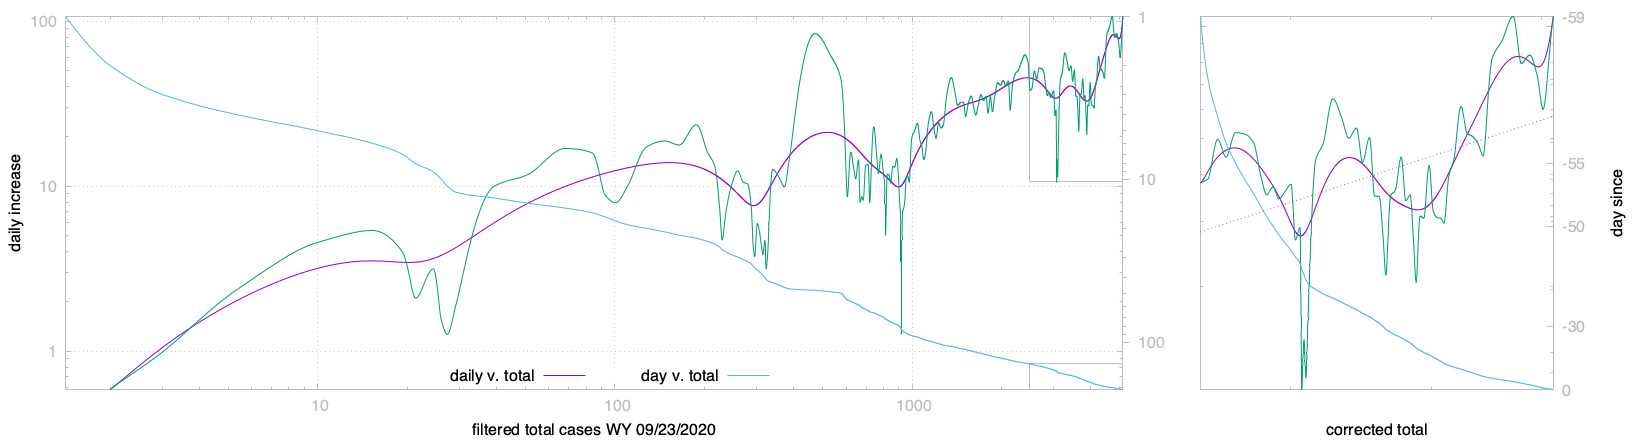 100
10
1
daily increase
10
100
1000
filtered total cases WY 09/23/2020
daily v. total
day v. total
1
10
100
-59
-55
-50
-30
0
day since
corrected total